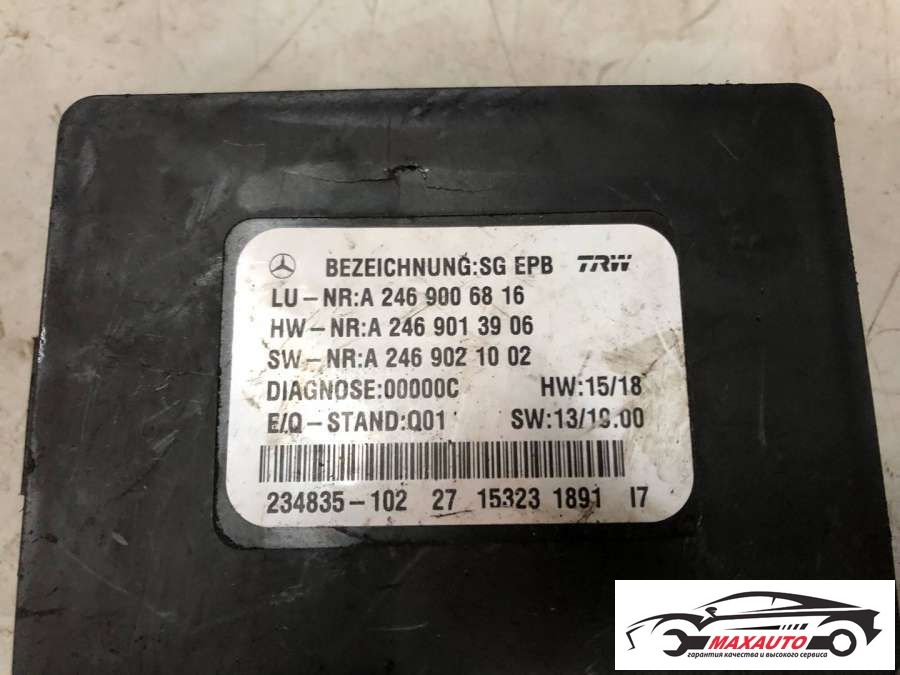 BEZEICHNUNG:SG EPB TRW
LU-NR:A 246 900 68 16
HW-NR:A 246 901 39 06
SW-NR:A 246 902 10 02
DIAGNOSE:00000C HW:15/18
E/Q-STAND:Q01 SW:13/19.00
234835-102 27 15323 1891 I7
MAXAUTO
гарантия качества и высокого сервиса